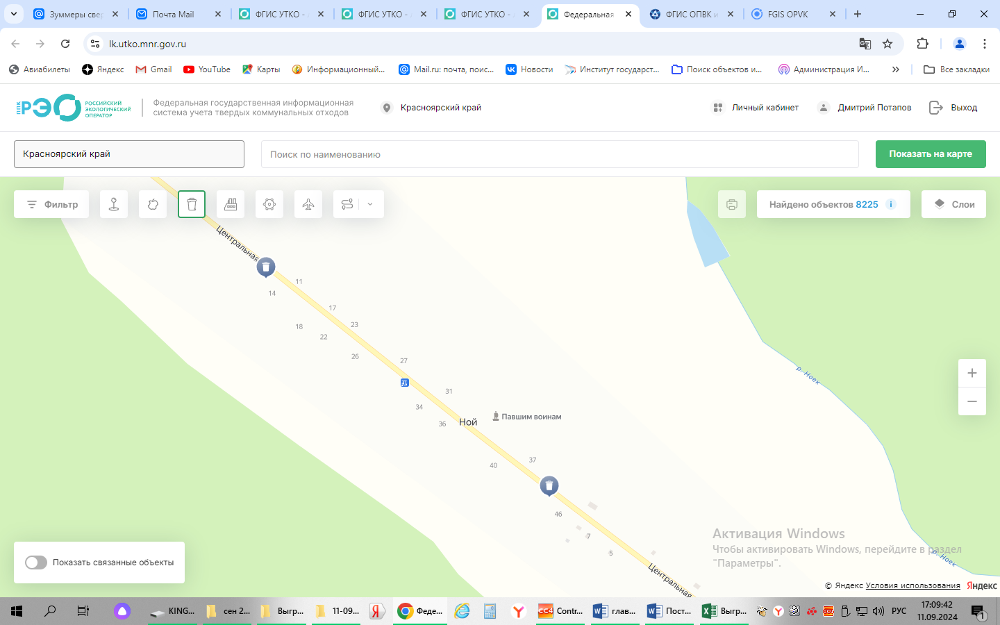 Зуммеры свер
Почта Mail
ФГИС УТКО -
ФГИС УТКО -
ФГИС УТКО -
Федеральная
ФГИС ОПВК и
FGIS OPVK
lk.utko.mnr.gov.ru
Авиабилеты
Яндекс
Gmail
YouTube
Карты
Информационный...
Mail.ru: почта, поис...
Новости
Институт государст...
Поиск объектов и...
Администрация И...
Все закладки
ППК РЭО РОССИЙСКИЙ
ЭКОЛОГИЧЕСКИЙ
ОПЕРАТОР
Федеральная государственная информационная
система учета твердых коммунальных отходов
Красноярский край
Личный кабинет
Дмитрий Потапов
Выход
Красноярский край
Поиск по наименованию
Показать на карте
Фильтр
Найдено объектов 8225
Слои
Центральная
11
14
17
18
23
22
26
27
31
34
36
Ной
Павшим воинам
37
40
46
7
5
Центральная
р. Ноек
р. Ноек
Показать связанные объекты
Активация Windows
Чтобы активировать Windows, перейдите в раздел
"Параметры".
© Яндекс Условия использования Яндекс
KING...
сен 2...
Выгр...
11-09...
Феде...
Contr...
глав...
Пост...
Выгр...
РУС
17:09:42
11.09.2024
1